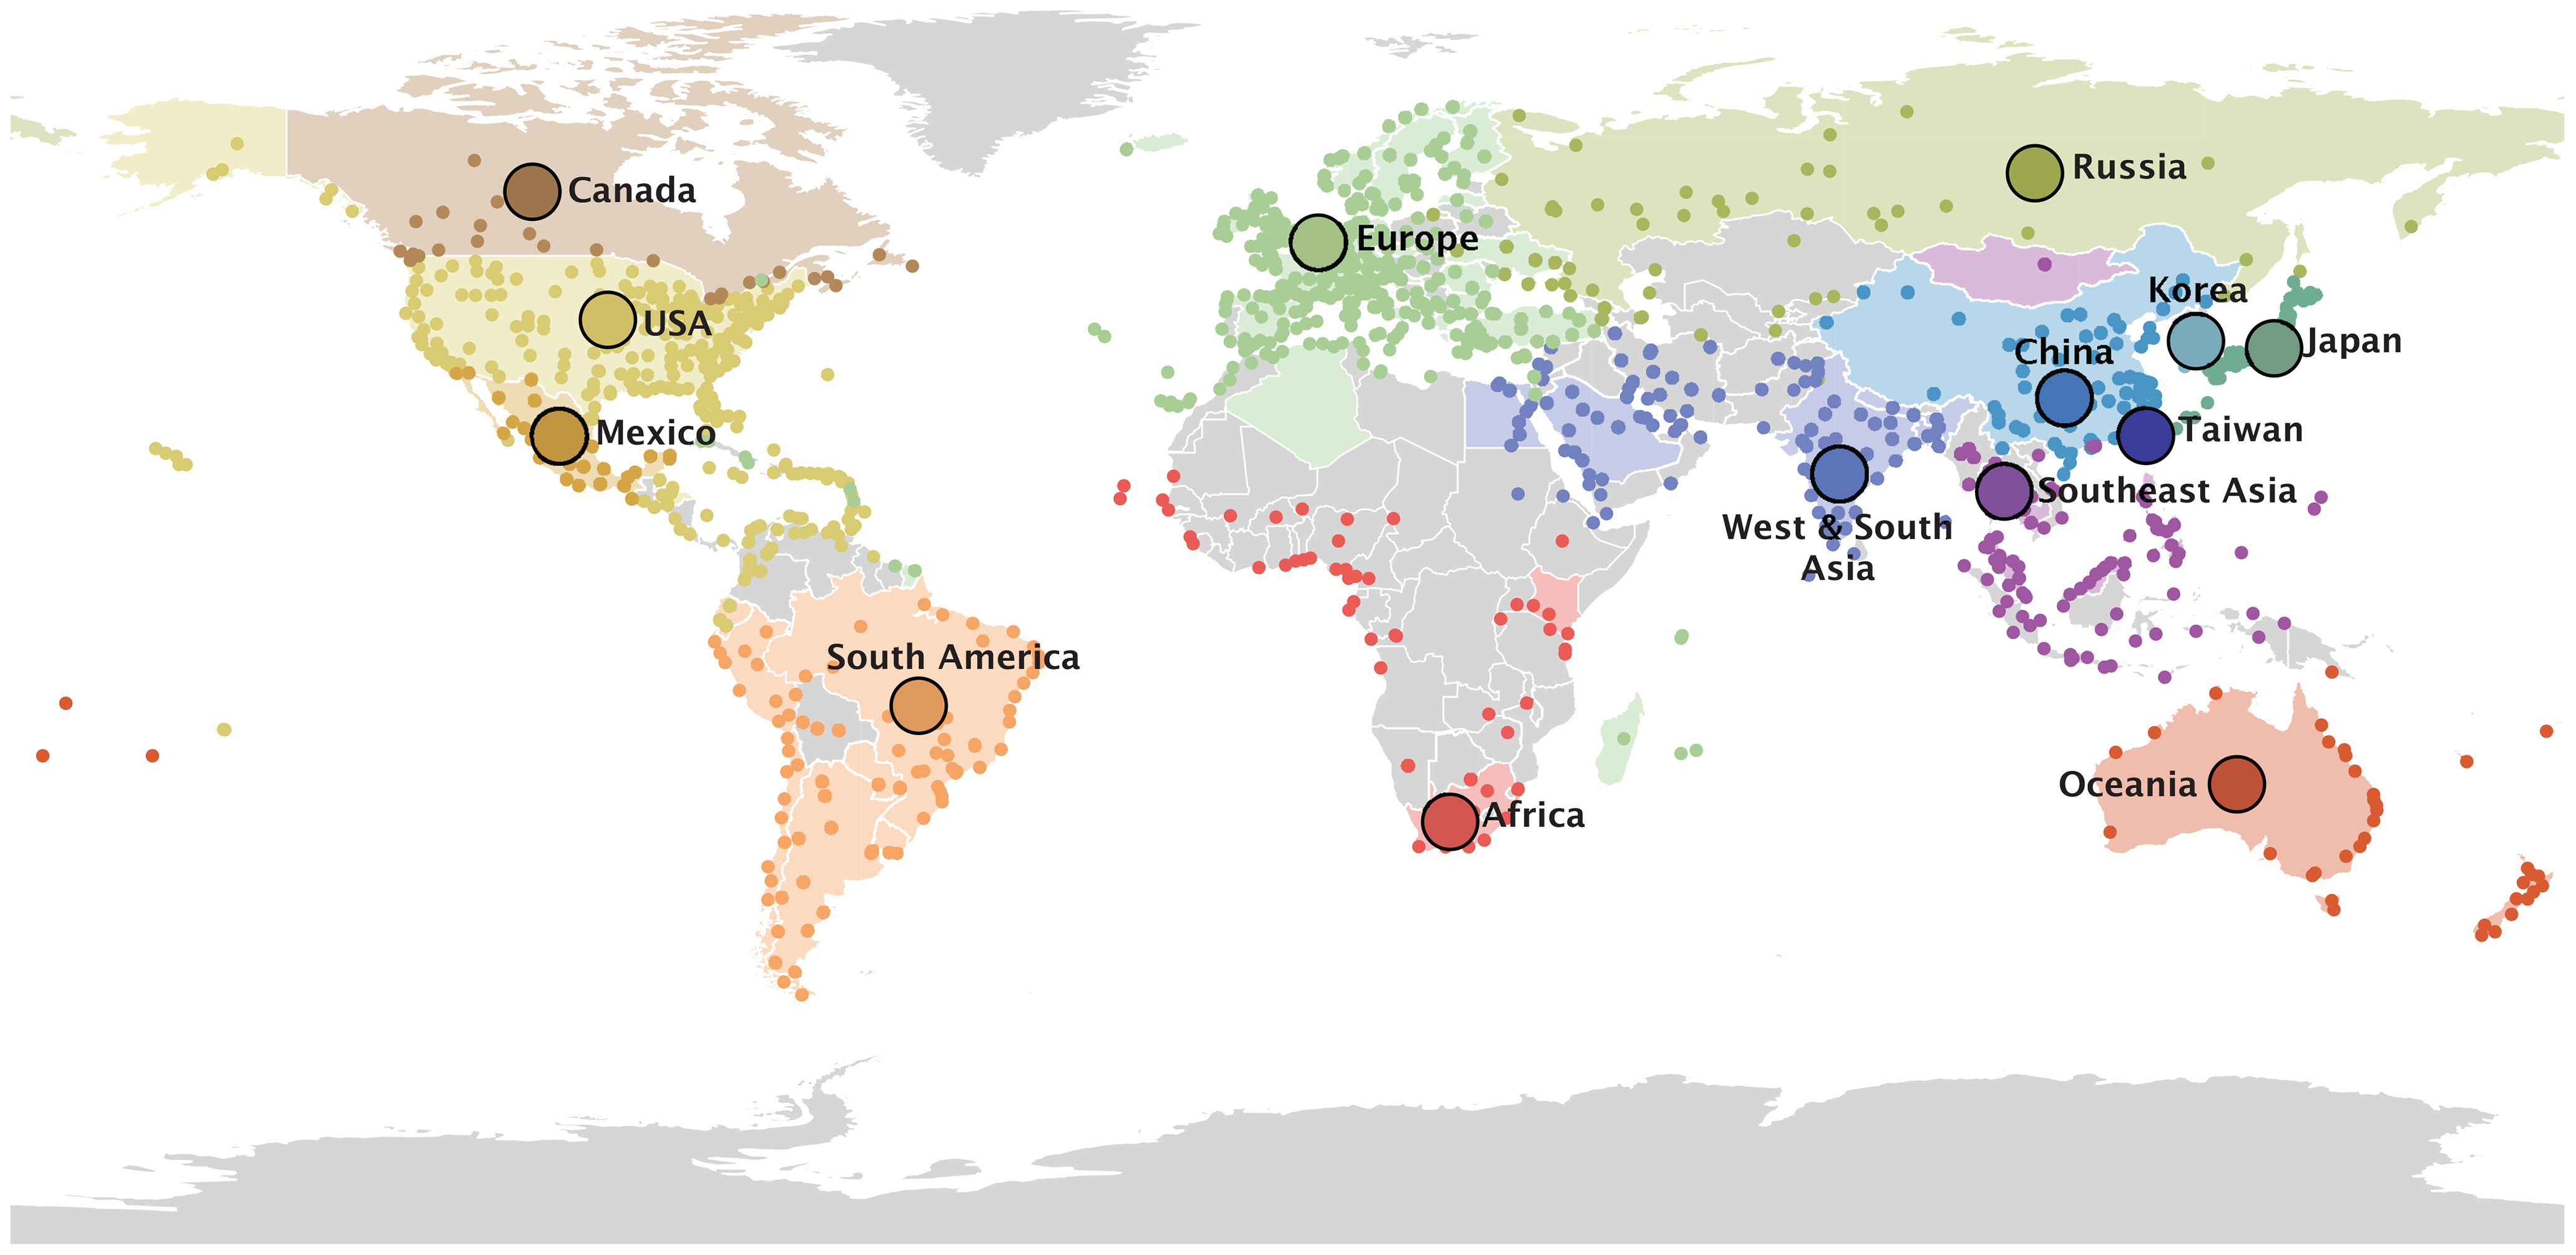 Canada
Russia
Europe
Korea
USA
Japan
China
Mexico
Taiwan
Southeast Asia
West & South
Asia
South America
Oceania
Africa